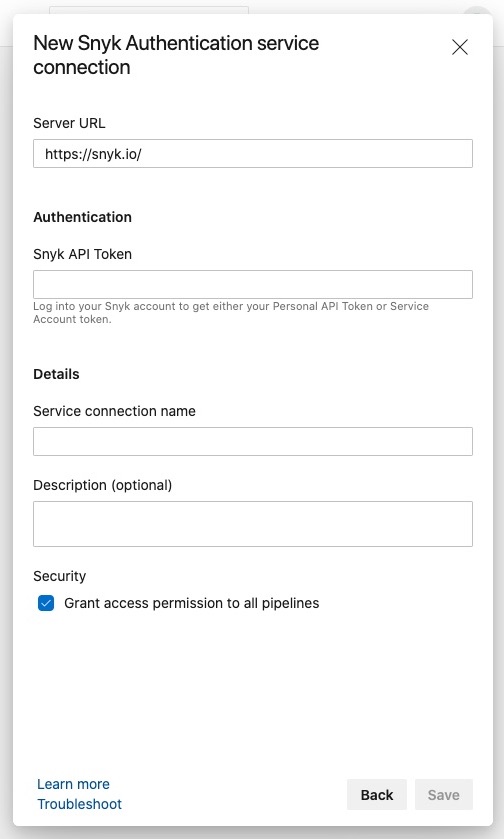 New Snyk Authentication service
connection
Server URL
https://snyk.io/
Authentication
Snyk API Token
Log into your Snyk account to get either your Personal API Token or Service
Account token.
Details
Service connection name
Description (optional)
Security
Grant access permission to all pipelines
Learn more
Troubleshoot
Back
Save